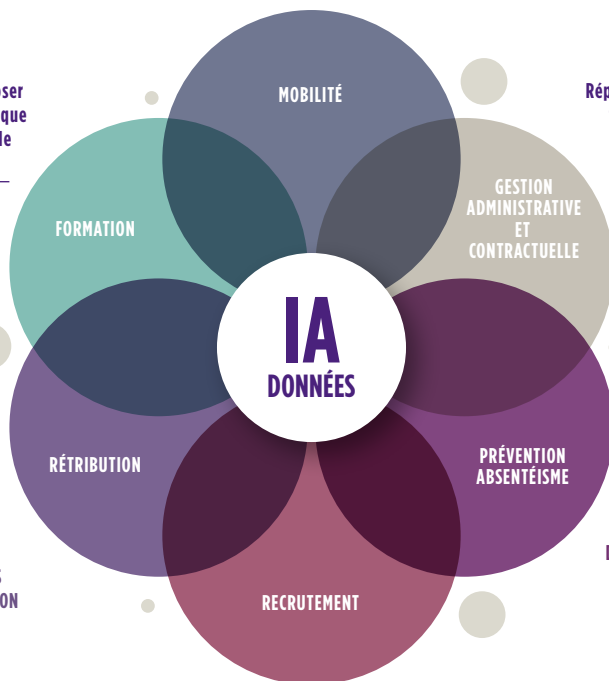 MOBILITÉ
GESTION
ADMINISTRATIVE
ET
CONTRACTUELLE
FORMATION
IA
DONNÉES
RÉTRIBUTION
PRÉVENTION
ABSENTÉISME
RECRUTEMENT